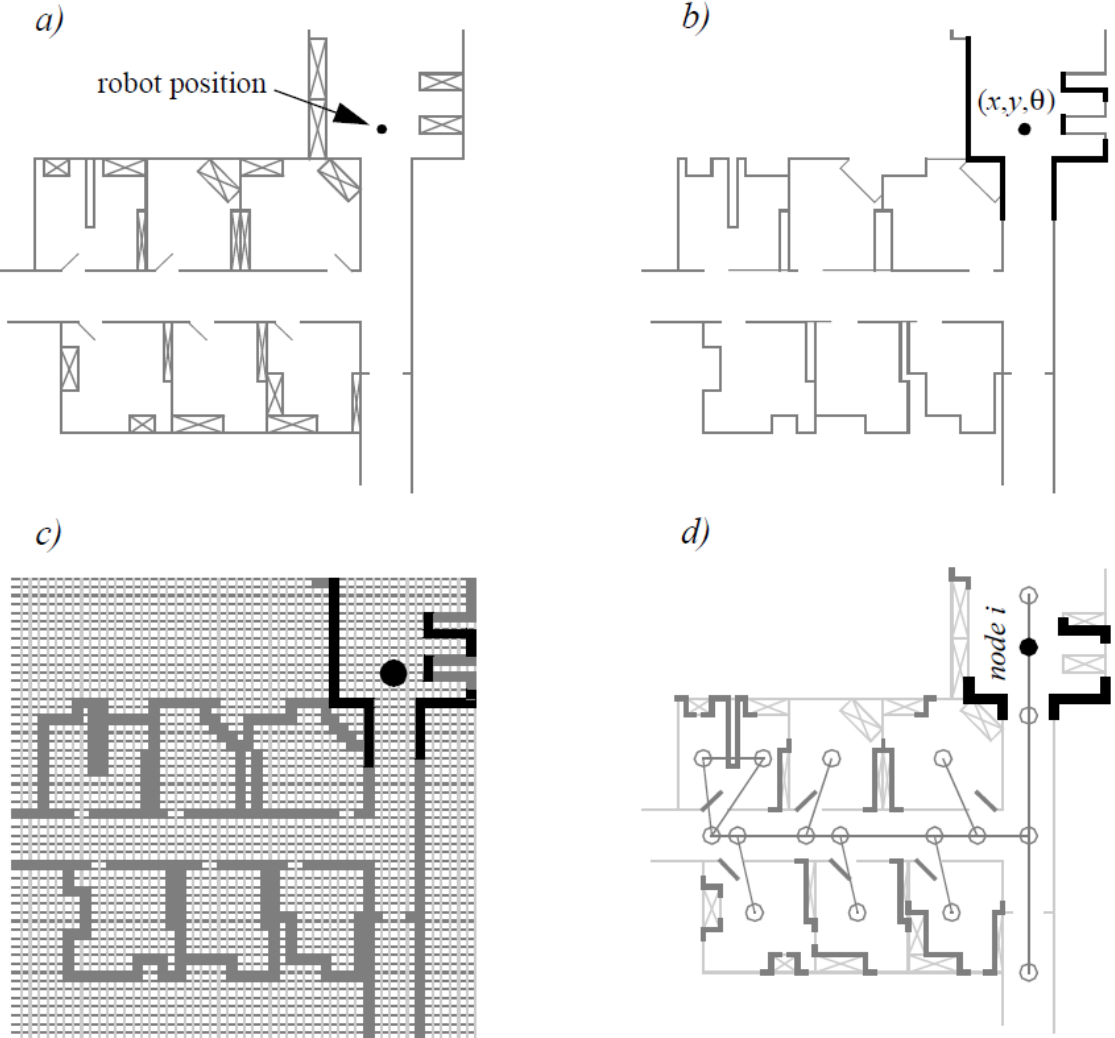 a)
robot position
b)
(x,y,θ)
c)
d)
node i